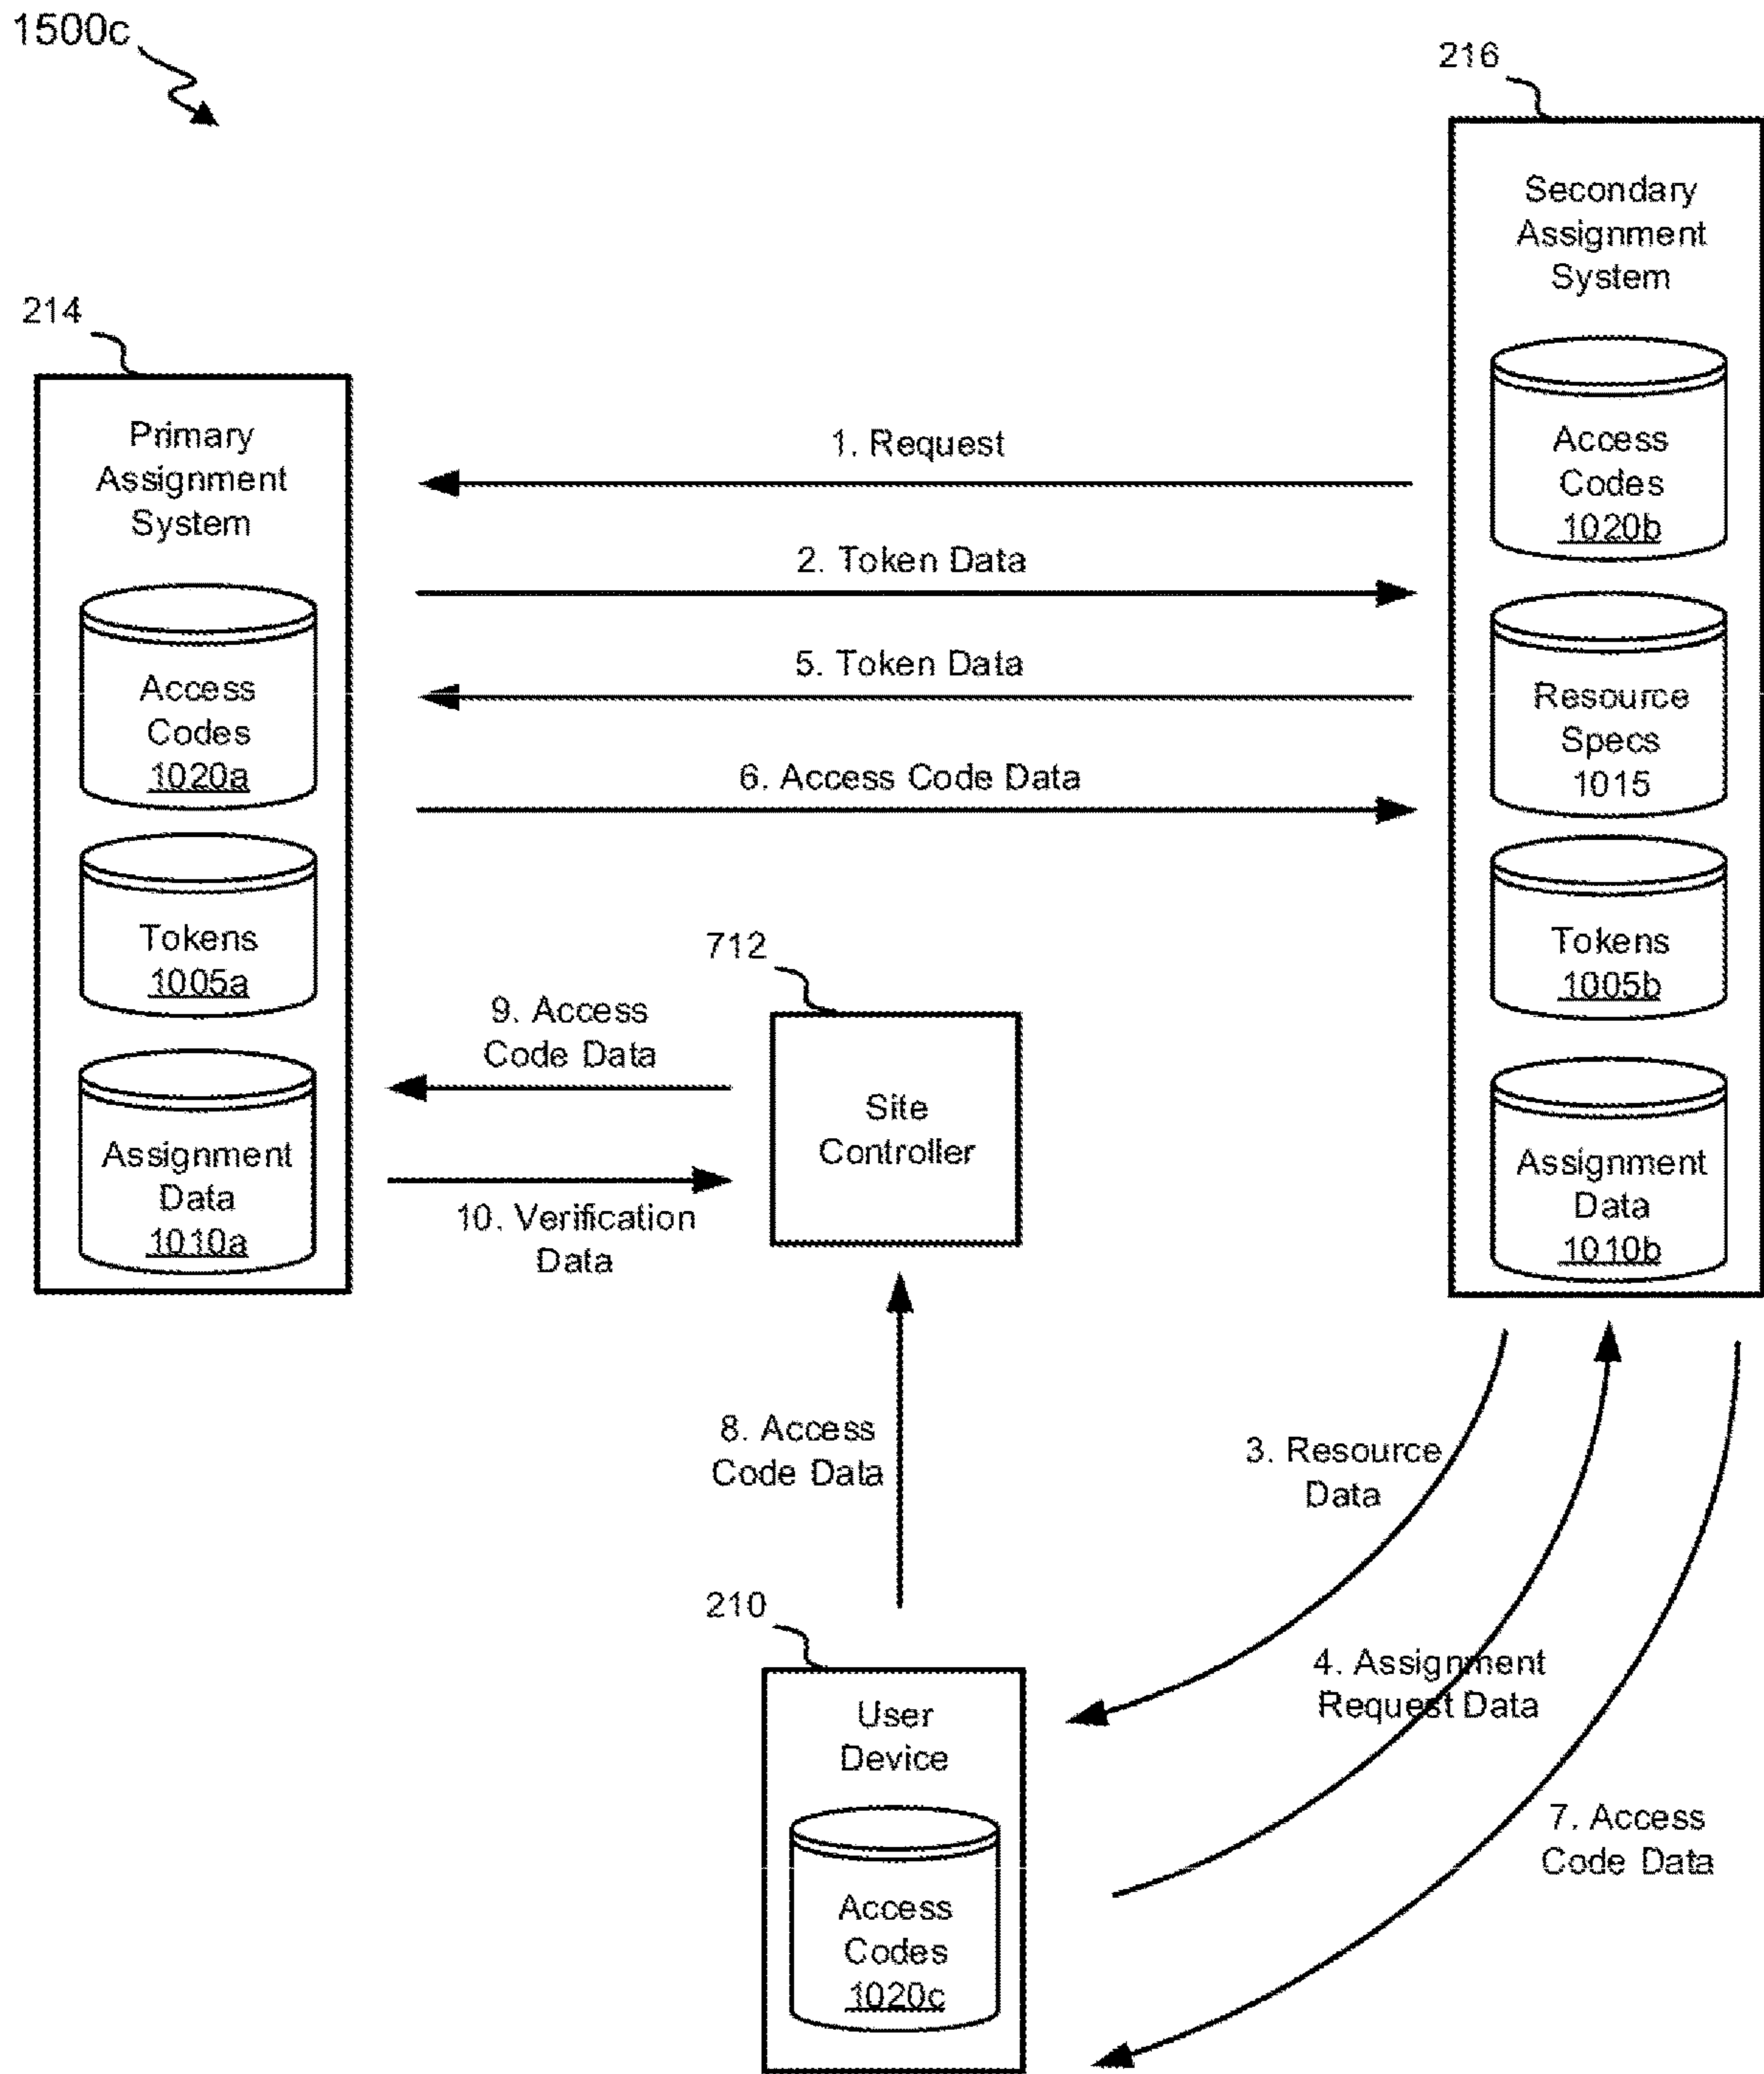 1500c
216
Secondary
Assignment
System
214
Primary
Assignment
System
1. Request
Access
Codes
1020b
2. Token Data
5. Token Data
Access
Codes
1020a
Resource
Specs
1015
6. Access Code Data
Tokens
1005a
Tokens
1005b
712
9. Access
Code Data
Site
Controller
Assignment
Data
1010a
Assignment
Data
1010b
10. Verification
Data
8. Access
Code Data
3. Resource
Data
210
4. Assignment
Request Data
User
Device
7. Access
Code Data
Access
Codes
1020c